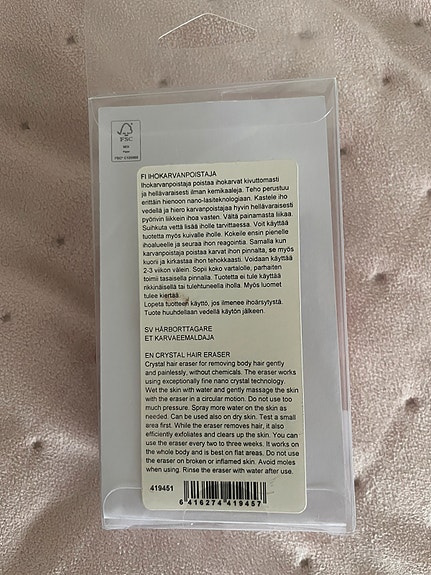 FSC
MIX
Paper
FI IHOKARVANPOISTAJA
Ihokarvanpoistaja poistaa ihokarvat kivuttomasti
ja hellävaraisesti ilman kemikaaleja. Teho perustuu
erittäin hienoon nano-lasiteknologiaan. Kastele iho
vedellä ja hiero karvanpoistajaa hyvin hellävaraisesti
pyörivin liikkein ihoa vasten. Vältä painamasta liikaa.
Suihkuta vettä lisää iholle tarvittaessa. Voit käyttää
tuotetta myös kuivalle iholle. Kokeile ensin pienelle
ihoalueelle ja seuraa ihon reagointia. Samalla kun
karvanpoistaja poistaa karvat ihon pinnalta, se myös
kuorii ja kirkastaa ihon tehokkaasti. Voidaan käyttää
2-3 viikon välein. Sopii koko vartalolle, parhaiten
toimii tasaisella pinnalla. Tuotetta ei tule käyttää
rikkinäisellä tai tulehtuneella iholla. Myös luomet
tulee kiertää.
Lopeta tuotteen käyttö, jos ilmenee ihoärsytystä.
Tuote huuhdellaan vedellä käytön jälkeen.
SV HÅRBORTTAGARE
ET KARVAEEMALDAJA
EN CRYSTAL HAIR ERASER
Crystal hair eraser for removing body hair gently
and painlessly, without chemicals. The eraser works
using exceptionally fine nano crystal technology.
Wet the skin with water and gently massage the skin
with the eraser in a circular motion. Do not use too
much pressure. Spray more water on the skin as
needed. Can be used also on dry skin. Test a small
area first. While the eraser removes hair, it also
efficiently exfoliates and clears up the skin. You can
use the eraser every two to three weeks. It works on
the whole body and is best on flat areas. Do not use
the eraser on broken or inflamed skin. Avoid moles
when using. Rinse the eraser with water after use.
419451
6 416274 419457